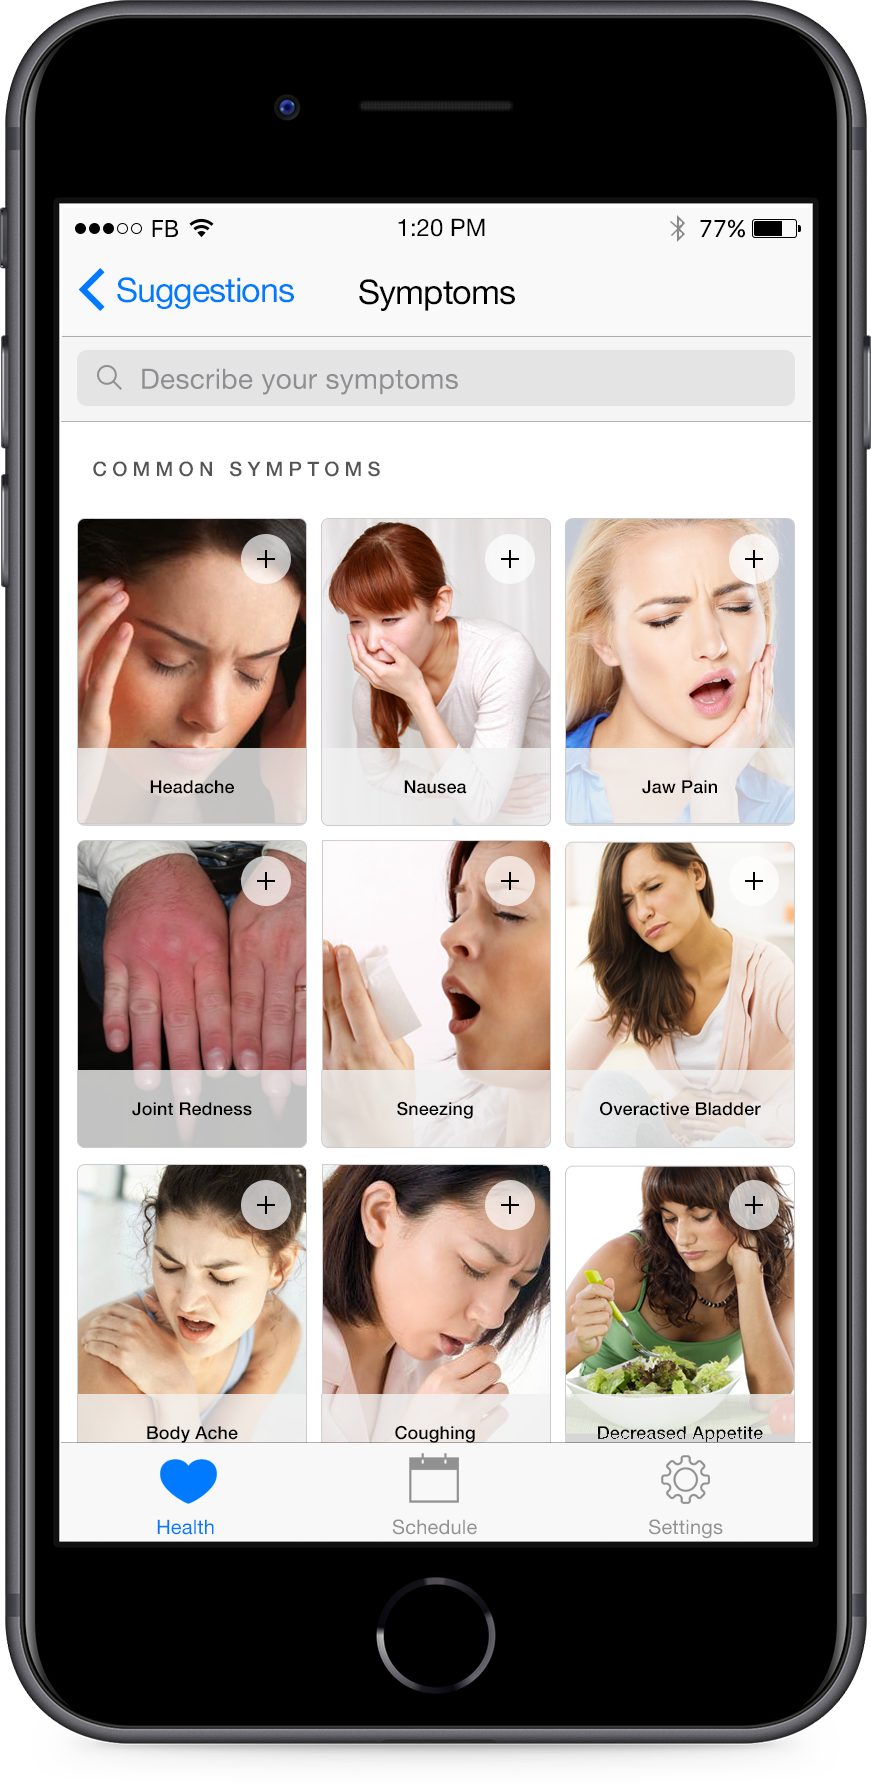 FB 1:20 PM 77%
Suggestions Symptoms
Describe your symptoms
COMMON SYMPTOMS
Headache Nausea Jaw Pain
Joint Redness Sneezing Overactive Bladder
Body Ache Coughing Decreased Appetite
Health Schedule Settings